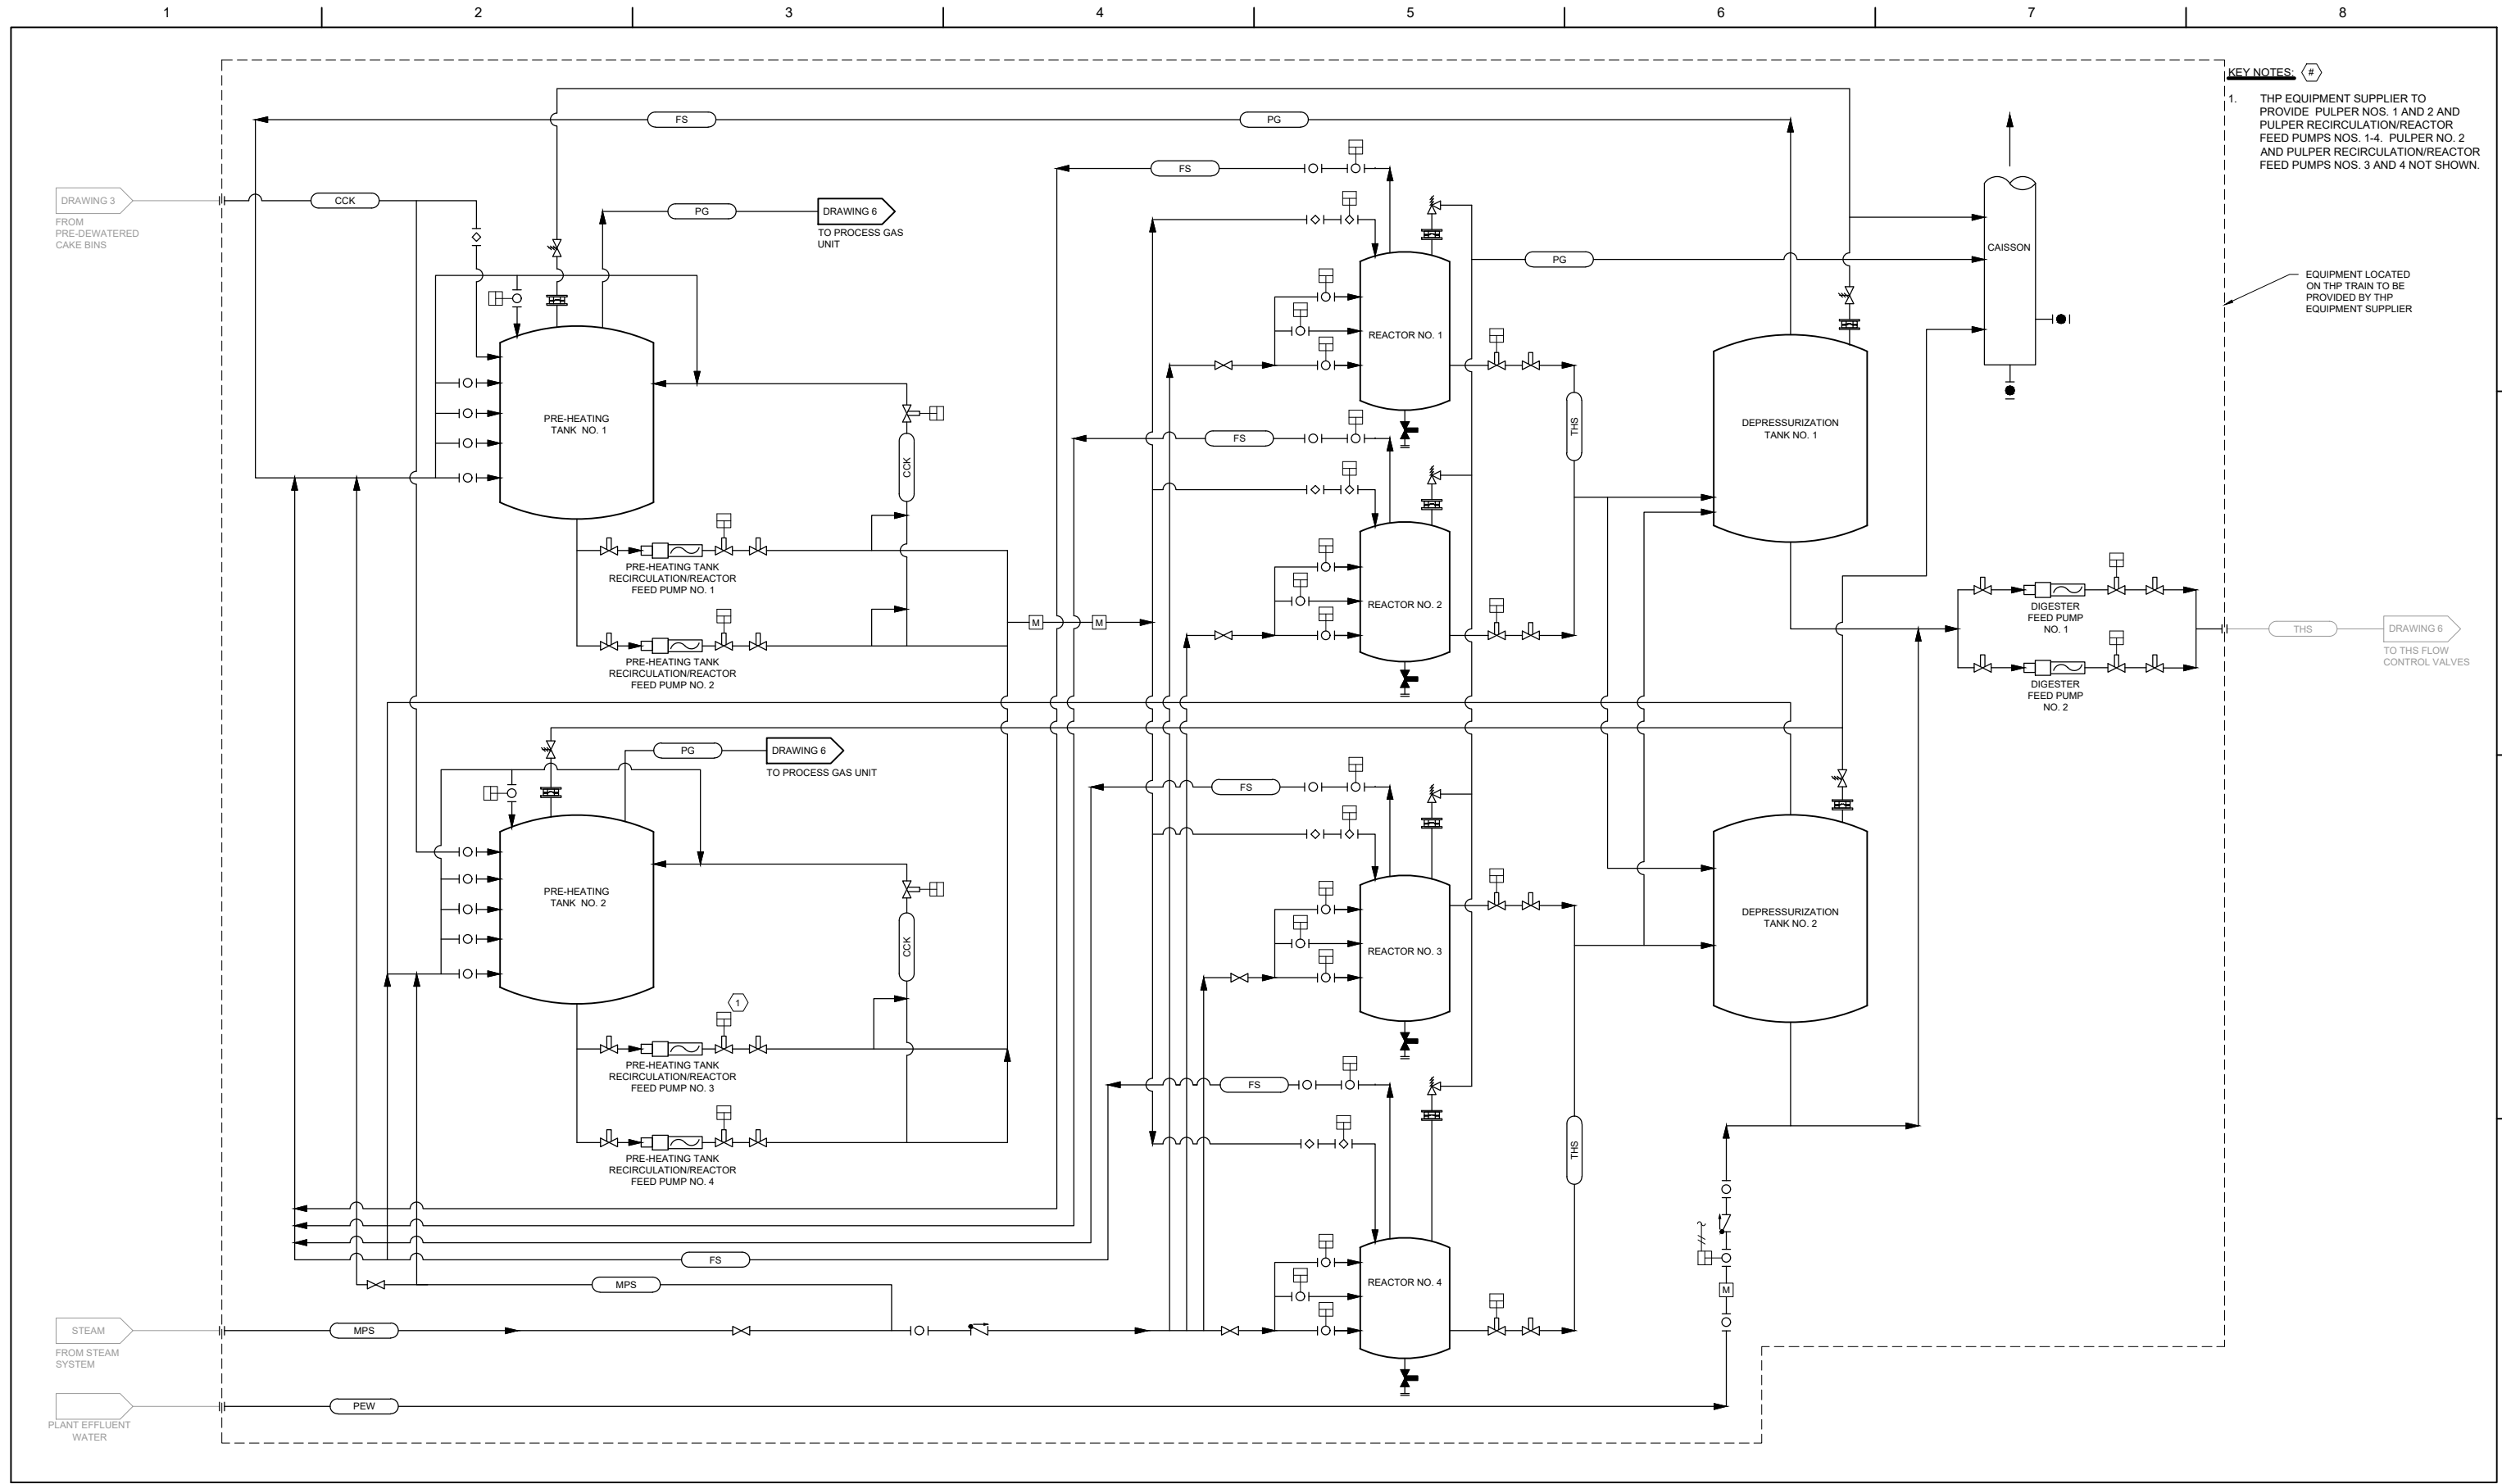 1 2 3 4 5 6 7 8
KEY NOTES: #
1. THP EQUIPMENT SUPPLIER TO
PROVIDE PULPER NOS. 1 AND 2 AND
PULPER RECIRCULATION/REACTOR
FEED PUMPS NOS. 1-4. PULPER NO. 2
AND PULPER RECIRCULATION/REACTOR
FEED PUMPS NOS. 3 AND 4 NOT SHOWN.
FS
PG
FS
DRAWING 3
FROM
PRE-DEWATERED
CAKE BINS
CCK
PG
DRAWING 6
TO PROCESS GAS
UNIT
CAISSON
PG
EQUIPMENT LOCATED
ON THP TRAIN TO BE
PROVIDED BY THP
EQUIPMENT SUPPLIER
REACTOR NO. 1
PRE-HEATING
TANK NO. 1
CCK
FS
THS
DEPRESSURIZATION
TANK NO. 1
PRE-HEATING TANK
RECIRCULATION/REACTOR
FEED PUMP NO. 1
M
M
REACTOR NO. 2
DIGESTER
FEED PUMP
NO. 1
THS
DRAWING 6
TO THS FLOW
CONTROL VALVES
PRE-HEATING TANK
RECIRCULATION/REACTOR
FEED PUMP NO. 2
DIGESTER
FEED PUMP
NO. 2
PG
DRAWING 6
TO PROCESS GAS UNIT
FS
PRE-HEATING
TANK NO. 2
CCK
REACTOR NO. 3
DEPRESSURIZATION
TANK NO. 2
1
PRE-HEATING TANK
RECIRCULATION/REACTOR
FEED PUMP NO. 3
FS
THS
PRE-HEATING TANK
RECIRCULATION/REACTOR
FEED PUMP NO. 4
FS
MPS
REACTOR NO. 4
M
STEAM
FROM STEAM
SYSTEM
MPS
PEW
PLANT EFFLUENT
WATER